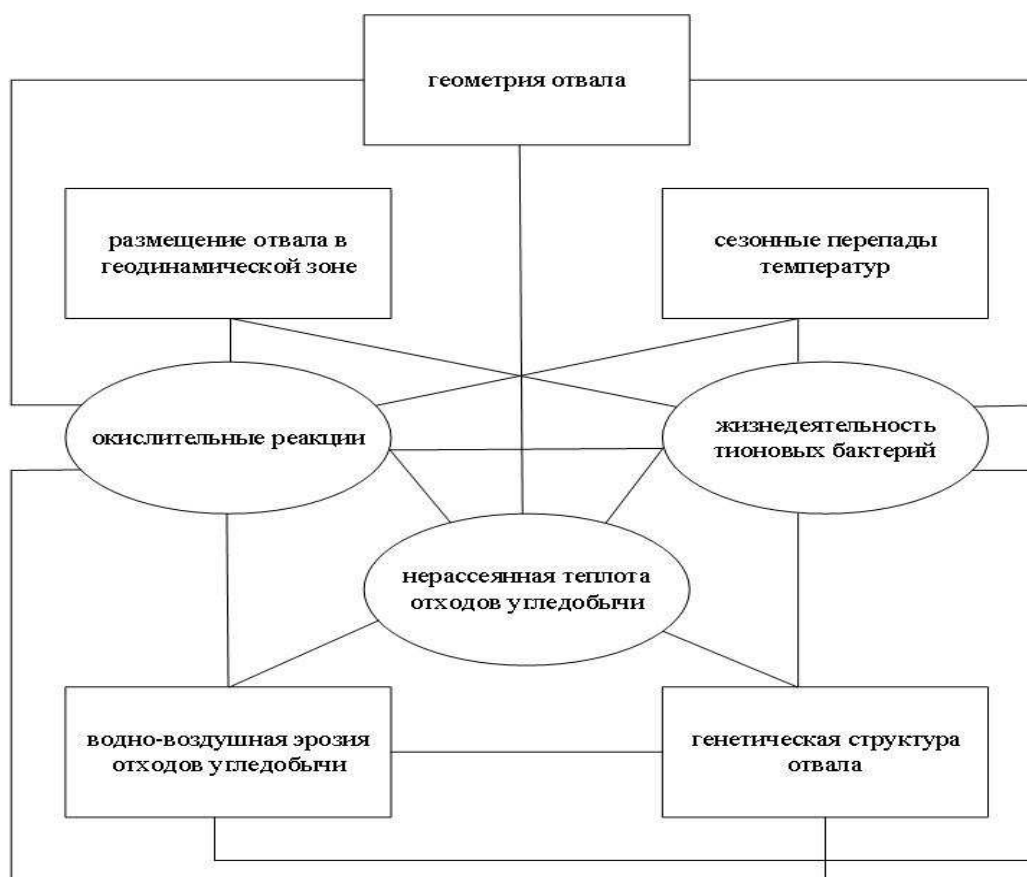 геометрия отвала
размещение отвала в
геодинамической зоне
сезонные перепады
температур
окислительные реакции
жизнедеятельность
тионовых бактерий
нерассеянная теплота
отходов угледобычи
водно-воздушная эрозия
отходов угледобычи
генетическая структура
отвала